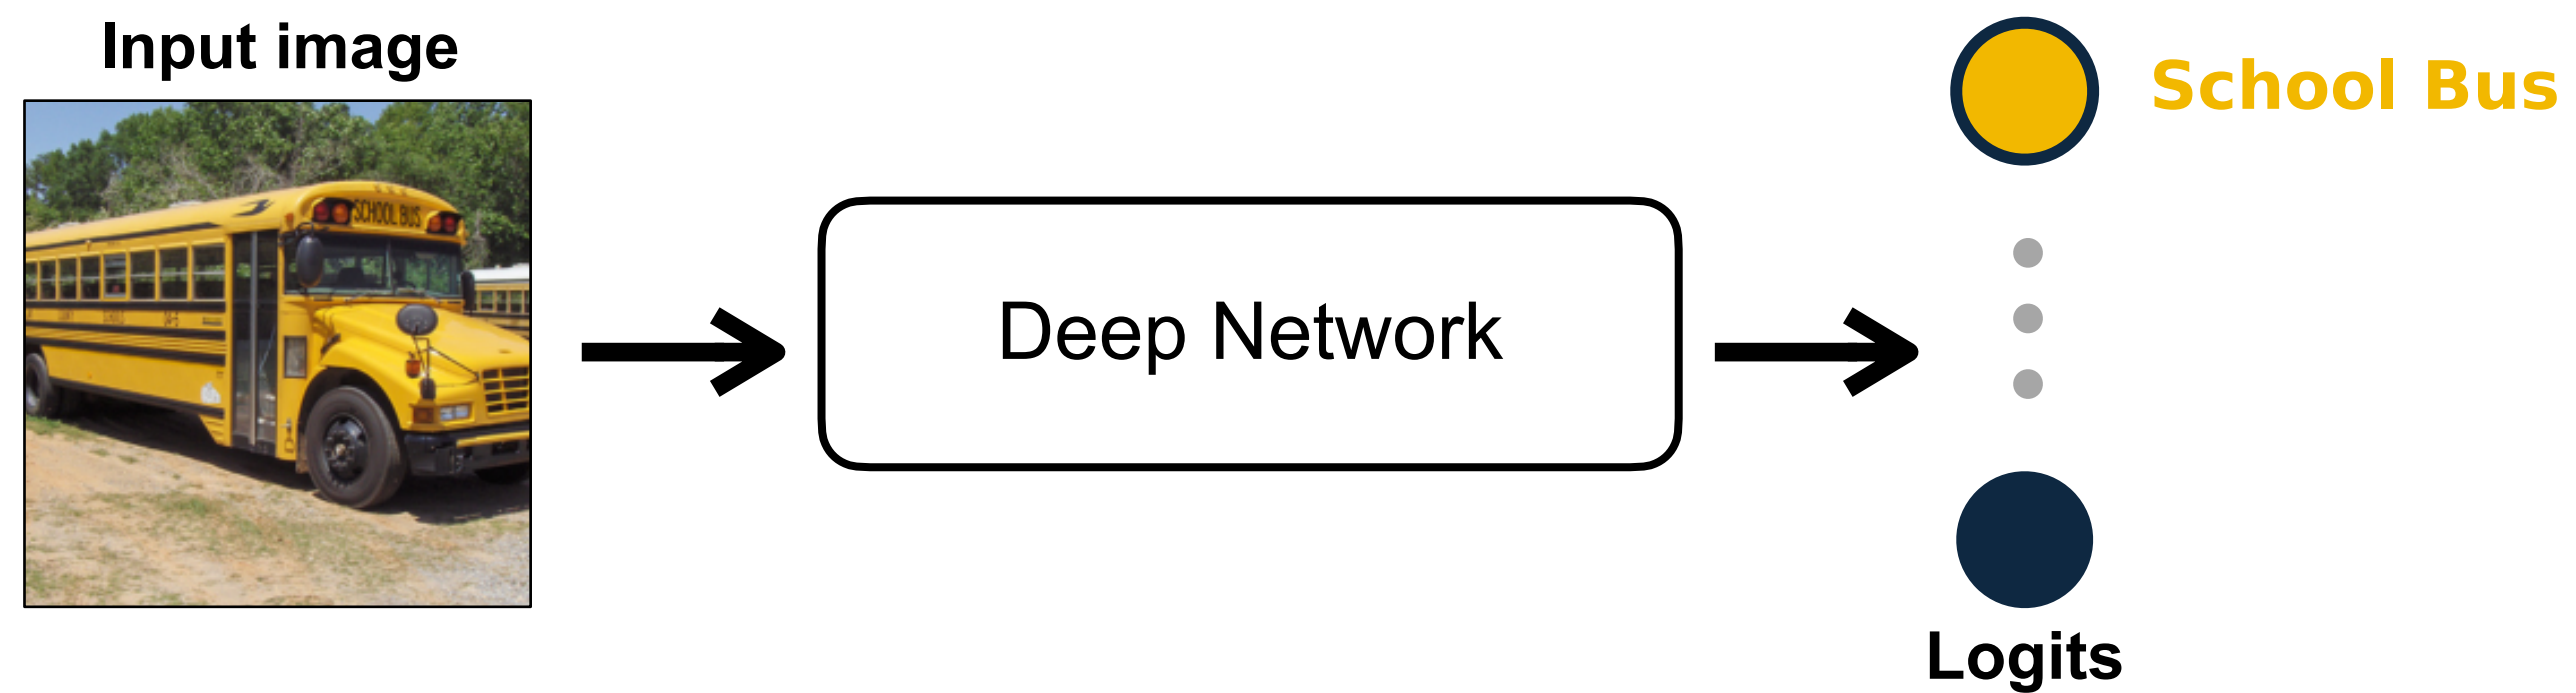 Input image
School Bus
SCHOOL BUS
Deep Network
Logits